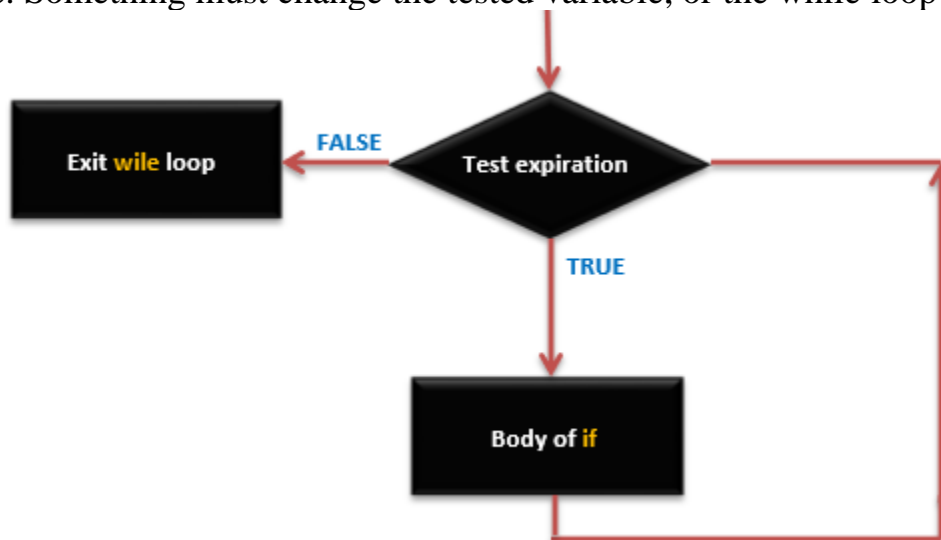 . Something must change the tested variable, or the while loop
FALSE
Exit wile loop
Test expiration
TRUE
Body of if